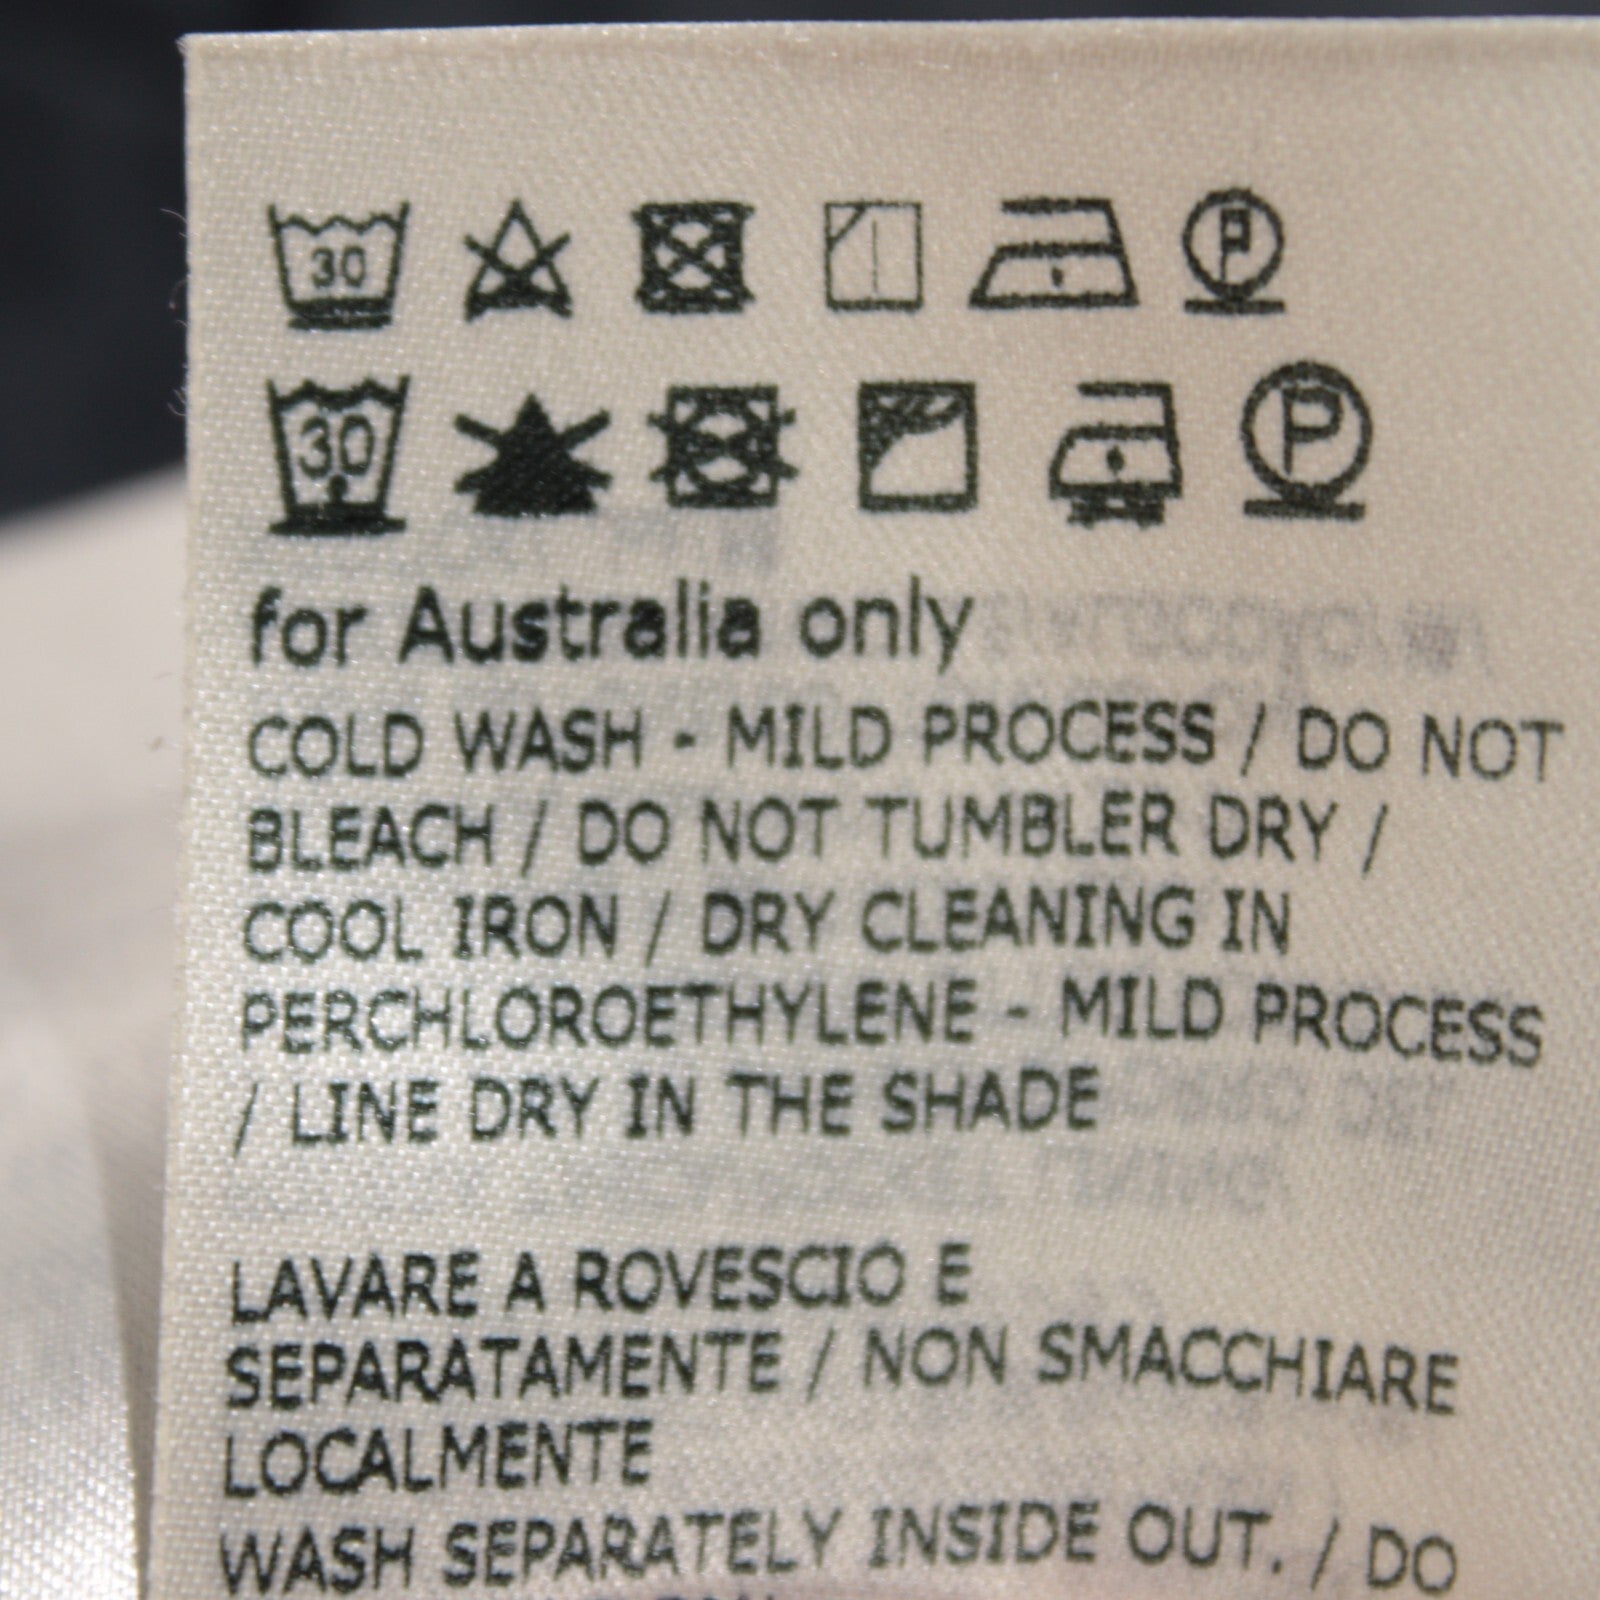 30 P
30 P
for Australia only
COLD WASH - MILD PROCESS / DO NOT
BLEACH / DO NOT TUMBLER DRY /
COOL IRON / DRY CLEANING IN
PERCHLOROETHYLENE - MILD PROCESS
/ LINE DRY IN THE SHADE
LAVARE A ROVESCIO E
SEPARATAMENTE / NON SMACCHIARE
LOCALMENTE
WASH SEPARATELY INSIDE OUT. / DO